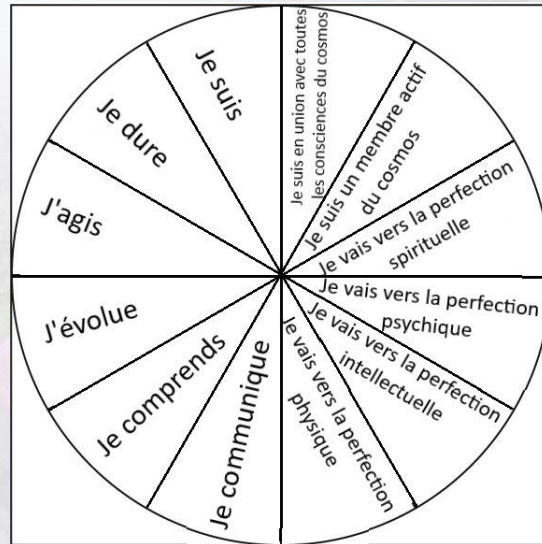 Je suis
Je dure
J'agis
J'évolue
Je comprends
Je communique
Je vais vers la perfection
physique
Je vais vers la perfection
intellectuelle
Je vais vers la perfection
psychique
Je vais vers la perfection
spirituelle
Je suis un membre actif
du cosmos
Je suis en union avec toutes
les consciences du cosmos